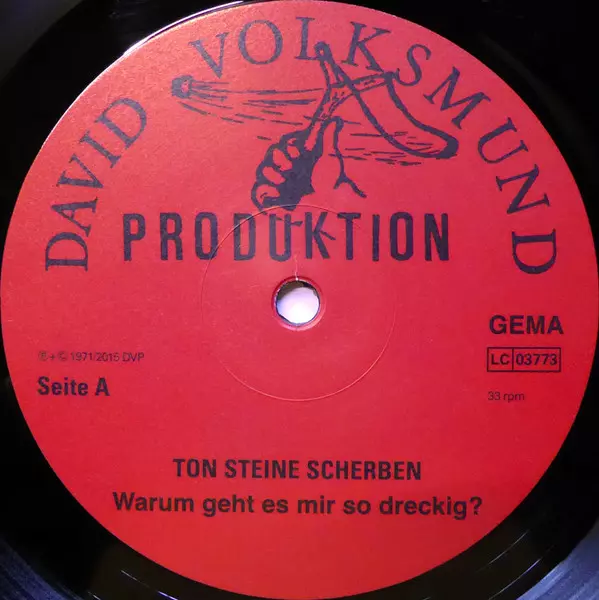 DAVID VOLKSMUND
PRODUKTION
GEMA
LC 03773
℗ + © 1971/2015 DVP
Seite A
33 rpm
TON STEINE SCHERBEN
Warum geht es mir so dreckig?